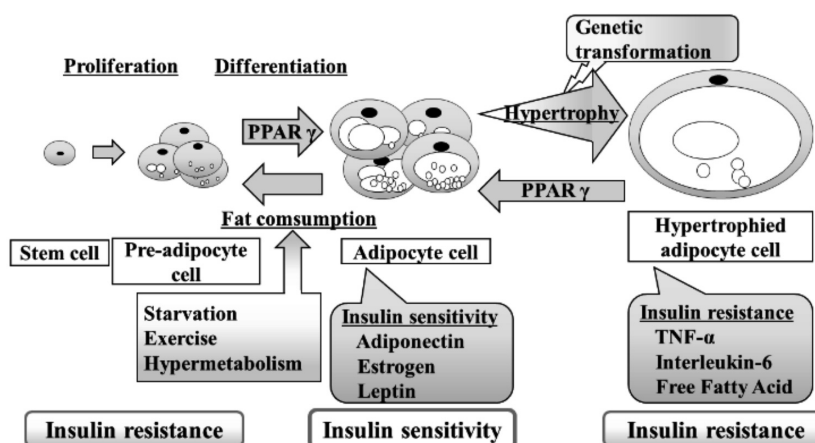 Genetic
transformation
Proliferation
Differentiation
PPAR γ
Hypertrophy
PPAR γ
Fat comsumption
Stem cell
Pre-adipocyte
cell
Adipocyte cell
Hypertrophied
adipocyte cell
Starvation
Exercise
Hypermetabolism
Insulin sensitivity
Adiponectin
Estrogen
Leptin
Insulin resistance
TNF-α
Interleukin-6
Free Fatty Acid
Insulin resistance
Insulin sensitivity
Insulin resistance